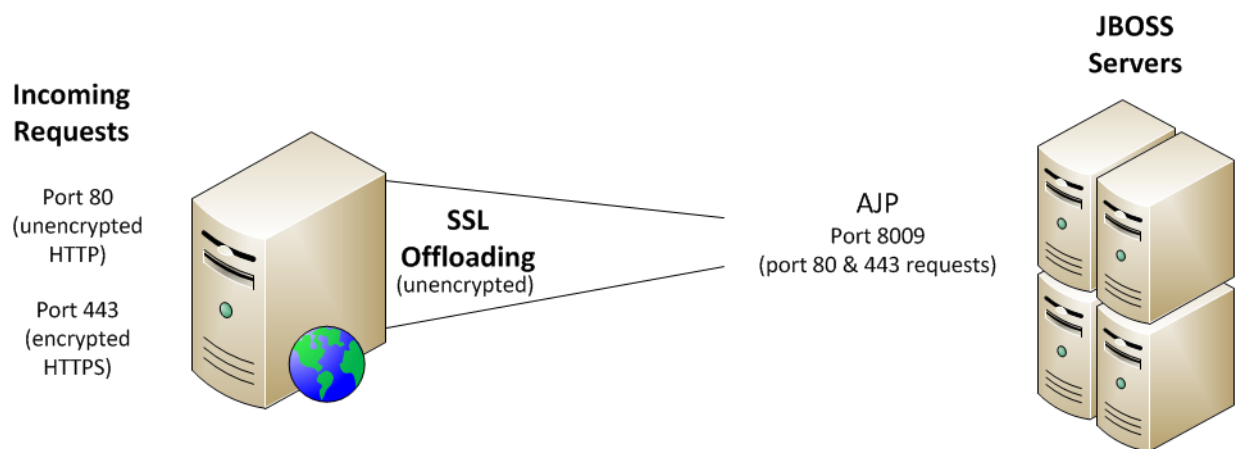 Incoming
Requests
Port 80
(unencrypted
HTTP)
Port 443
(encrypted
HTTPS)
SSL
Offloading
(unencrypted)
AJP
Port 8009
(port 80 & 443 requests)
JBOSS
Servers